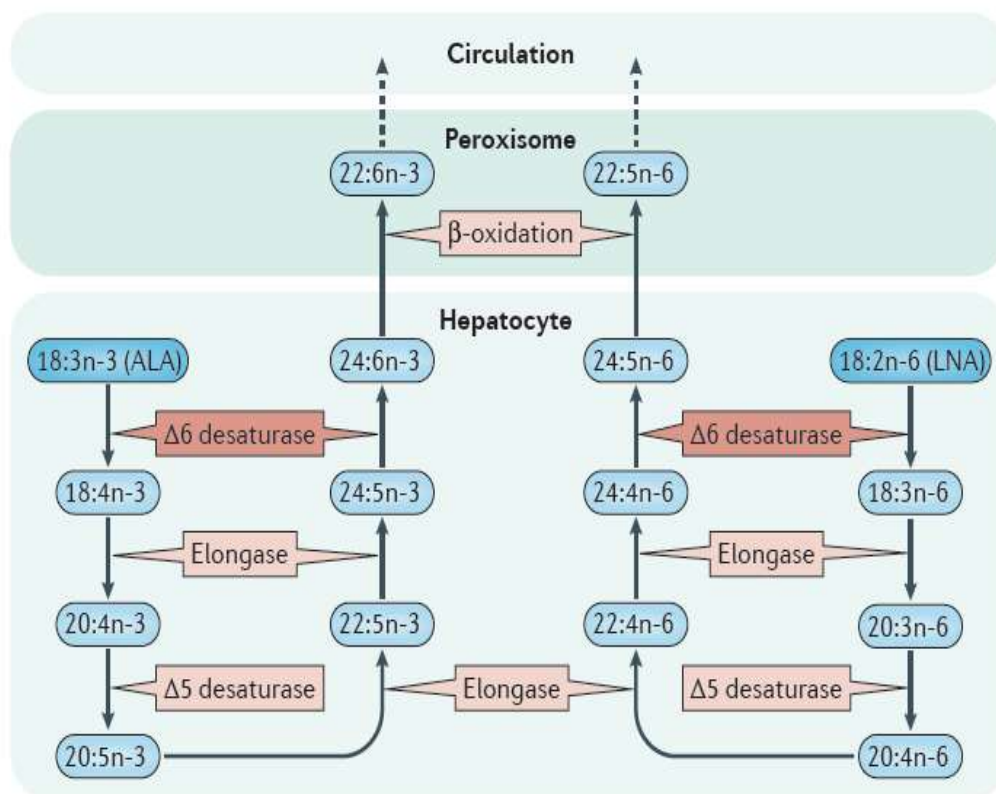 Circulation
Peroxisome
22:6n-3
22:5n-6
β-oxidation
Hepatocyte
18:3n-3 (ALA)
24:6n-3
24:5n-6
18:2n-6 (LNA)
Δ6 desaturase
Δ6 desaturase
18:4n-3
24:5n-3
24:4n-6
18:3n-6
Elongase
Elongase
20:4n-3
22:5n-3
22:4n-6
20:3n-6
Δ5 desaturase
Elongase
Δ5 desaturase
20:5n-3
20:4n-6